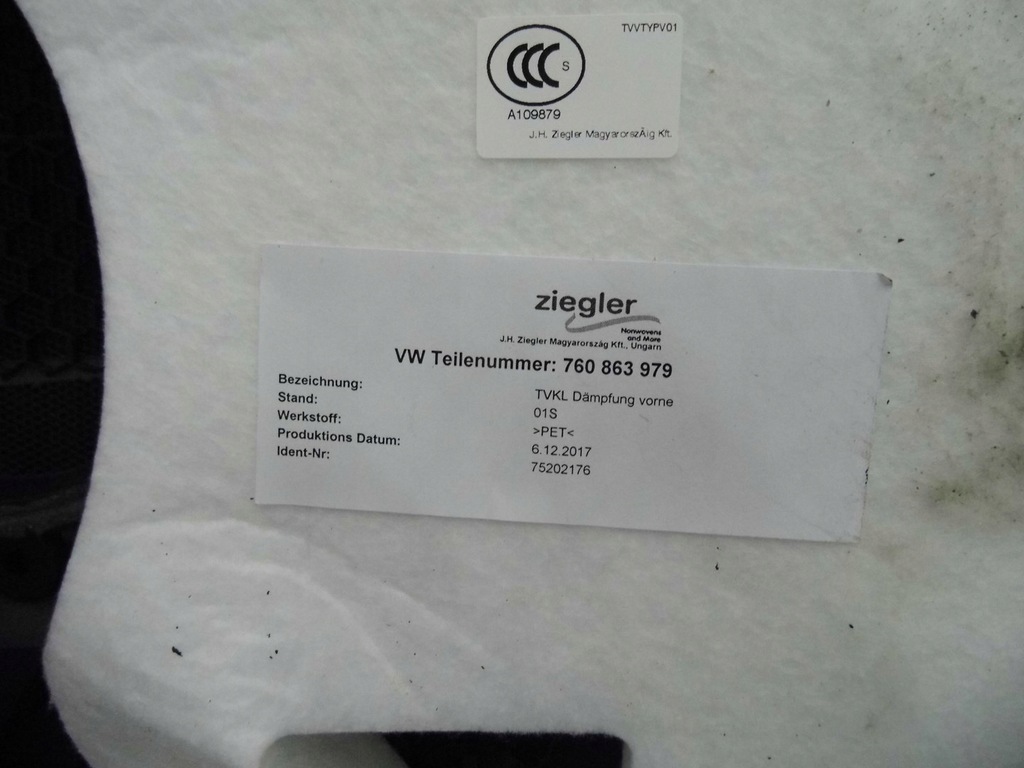 TVVTYPV01
CCC S
A109879
J.H. Ziegler MagyarorszÃ¡g Kft.
ziegler
Nonwovens
and More
J.H. Ziegler Magyarország Kft., Ungarn
VW Teilenummer: 760 863 979
Bezeichnung: TVKL Dämpfung vorne
Stand: 01S
Werkstoff: >PET<
Produktions Datum: 6.12.2017
Ident-Nr: 75202176